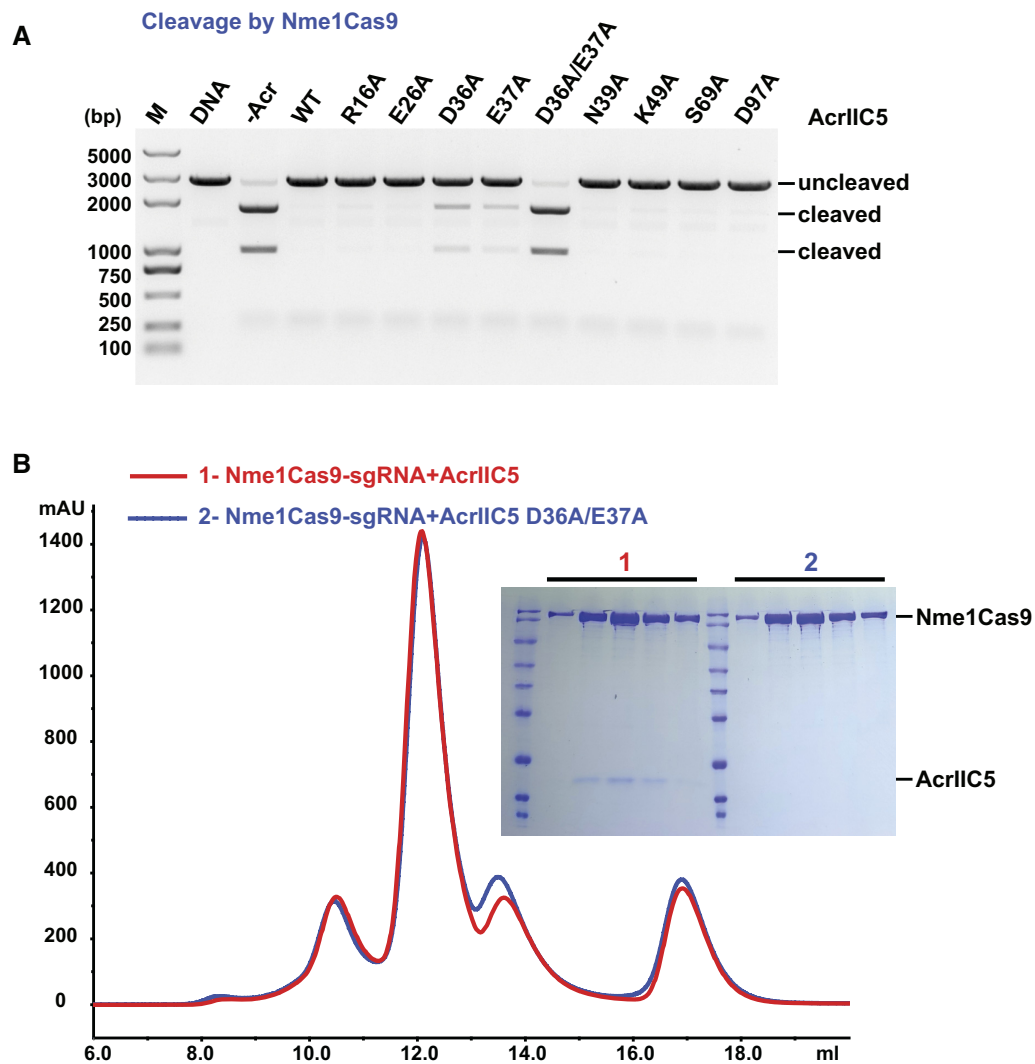 A
Cleavage by Nme1Cas9
(bp) M DNA -Acr WT R16A E26A D36A E37A D36A/E37A N39A K49A S69A D97A AcrIIC5
5000
3000
2000
1000
750
500
250
100
uncleaved
cleaved
cleaved
B
1- Nme1Cas9-sgRNA+AcrIIC5
2- Nme1Cas9-sgRNA+AcrIIC5 D36A/E37A
mAU
1400
1200
1000
800
600
400
200
0
1 2
Nme1Cas9
AcrIIC5
6.0 8.0 10.0 12.0 14.0 16.0 18.0 ml